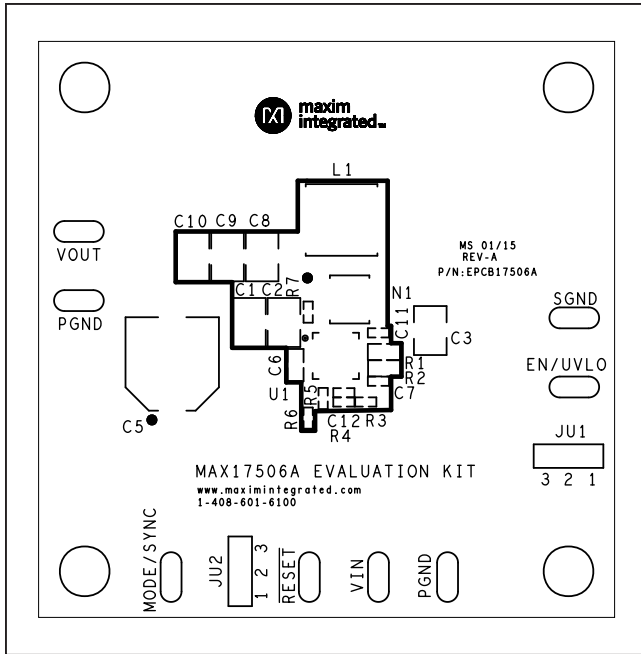 maxim
integrated™
L1
C10 C9 C8
VOUT
MS 01/15
REV-A
P/N:EPCB17506A
R7
PGND
C1 C2
N1
SGND
C11
C3
C6
R1
EN/UVLO
R2
U1
R5
C7
R6
C12 R3
R4
C5
JU1
3 2 1
MAX17506A EVALUATION KIT
www.maximintegrated.com
1-408-601-6100
MODE/SYNC
JU2
1 2 3
RESET
VIN
PGND